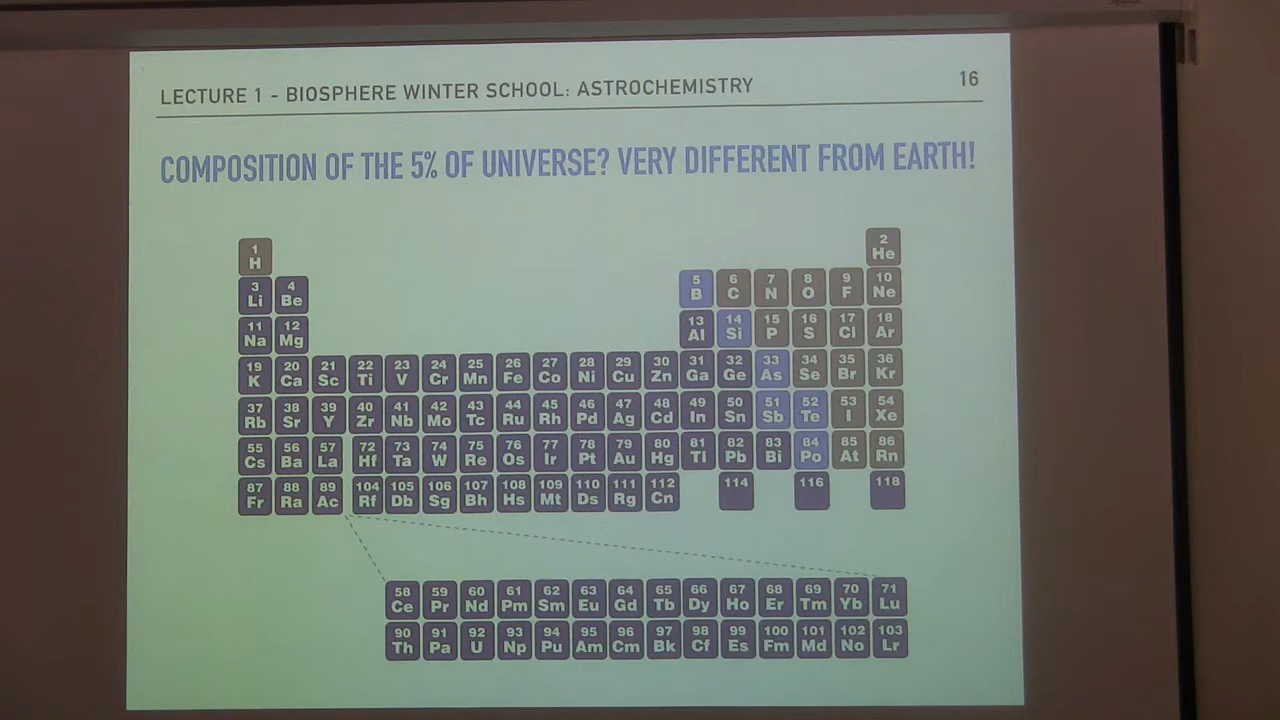 LECTURE 1 - BIOSPHERE WINTER SCHOOL: ASTROCHEMISTRY 16
COMPOSITION OF THE 5% OF UNIVERSE? VERY DIFFERENT FROM EARTH!
1 2
H He
3 4 5 6 7 8 9 10
Li Be B C N O F Ne
11 12 13 14 15 16 17 18
Na Mg Al Si P S Cl Ar
19 20 21 22 23 24 25 26 27 28 29 30 31 32 33 34 35 36
K Ca Sc Ti V Cr Mn Fe Co Ni Cu Zn Ga Ge As Se Br Kr
37 38 39 40 41 42 43 44 45 46 47 48 49 50 51 52 53 54
Rb Sr Y Zr Nb Mo Tc Ru Rh Pd Ag Cd In Sn Sb Te I Xe
55 56 57 72 73 74 75 76 77 78 79 80 81 82 83 84 85 86
Cs Ba La Hf Ta W Re Os Ir Pt Au Hg Tl Pb Bi Po At Rn
87 88 89 104 105 106 107 108 109 110 111 112 114 116 118
Fr Ra Ac Rf Db Sg Bh Hs Mt Ds Rg Cn
58 59 60 61 62 63 64 65 66 67 68 69 70 71
Ce Pr Nd Pm Sm Eu Gd Tb Dy Ho Er Tm Yb Lu
90 91 92 93 94 95 96 97 98 99 100 101 102 103
Th Pa U Np Pu Am Cm Bk Cf Es Fm Md No Lr